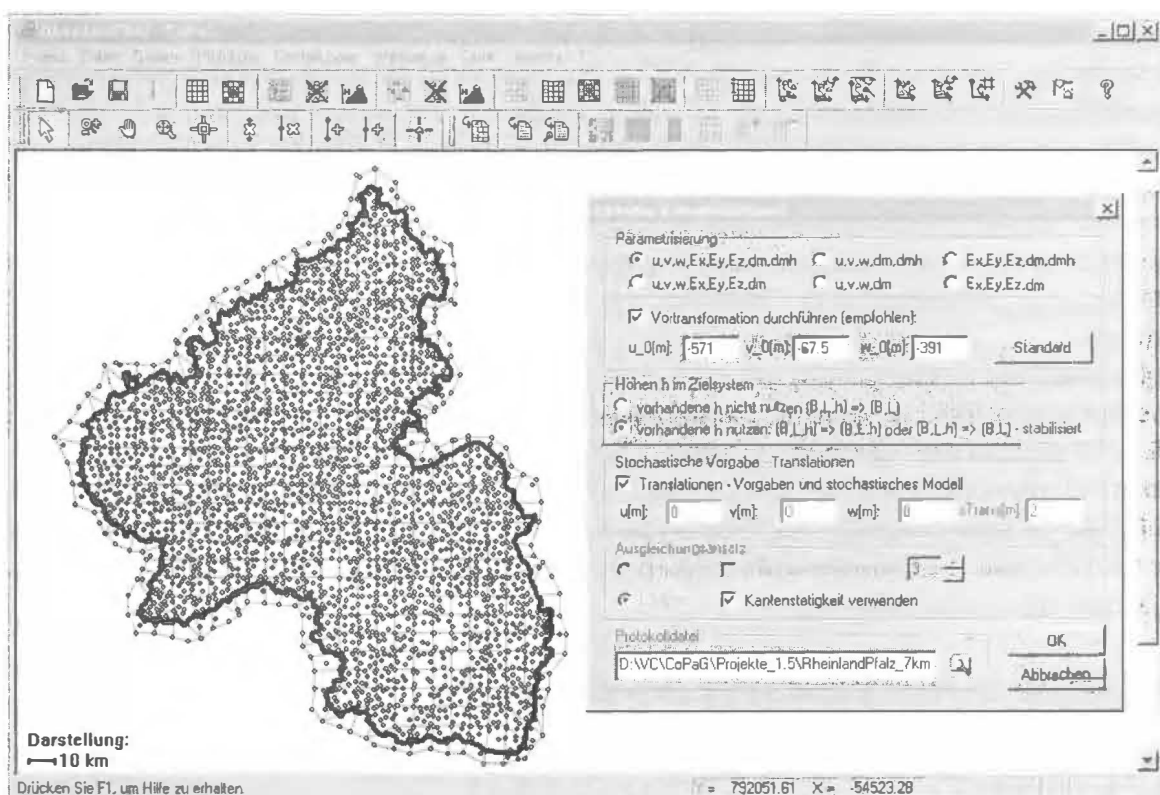 Parametrisierung
u,v,w,Ex,Ey,Ez,dm,dmh u,v,w,dm,dmh Ex,Ey,Ez,dm,dmh
u,v,w,Ex,Ey,Ez,dm u,v,w,dm Ex,Ey,Ez,dm
Vortransformation durchführen (empfohlen):
u_0[m]: -571 v_0[m]: -67.5 w_0[m]: -391 Standard
Höhen h im Zielsystem
vorhandene h nicht nutzen (B,L,h) => (B,L)
vorhandene h nutzen: (B,L,h) => (B,L,h) oder (B,L,h) => (B,L) - stabilisiert
Stochastische Vorgabe Translationen
Translationen - Vorgaben und stochastisches Modell
u[m]: 0 v[m]: 0 w[m]: 0
Ausgleichungsansatz
3
Kantenstetigkeit verwenden
Protokolldatei
D:\VC\CoPaG\Projekte_1.5\RheinlandPfalz_7km
OK
Abbrechen
Darstellung:
10 km
Drücken Sie F1, um Hilfe zu erhalten. Y = 792051.61 X = -54523.28